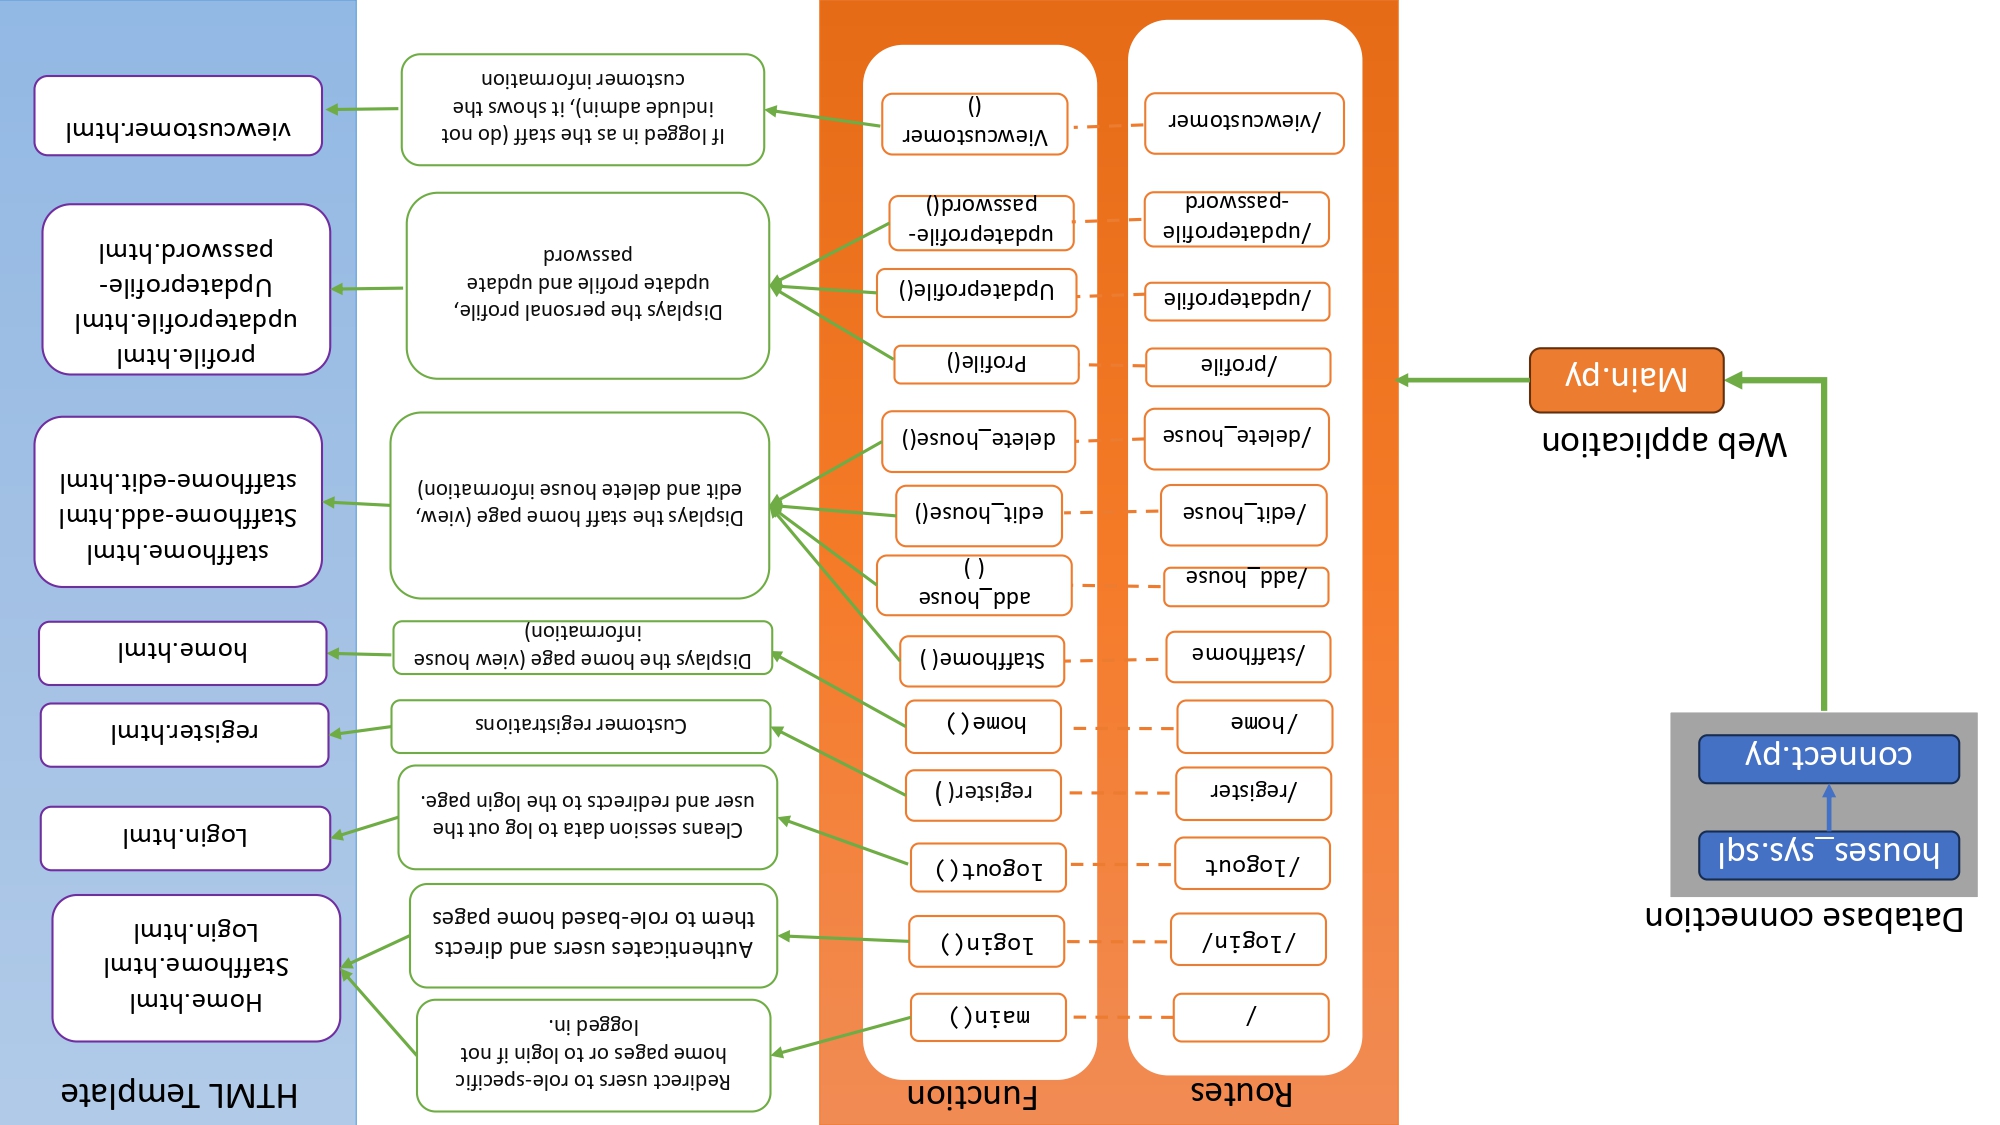 Database connection
houses_sys.sql
connect.py
Web application
Main.py
Routes
/
/login/
/logout
/register
/home
/staffhome
/add_house
/edit_house
/delete_house
/profile
/updateprofile
/updateprofile
-password
/viewcustomer
Function
main()
login()
logout()
register( )
home()
Staffhome( )
add_house
( )
edit_house()
delete_house()
Profile()
Updateprofile()
updateprofile-
password()
Viewcustomer
()
Redirect users to role-specific
home pages or to login if not
logged in.
Authenticates users and directs
them to role-based home pages
Cleans session data to log out the
user and redirects to the login page.
Customer registrations
Displays the home page (view house
information)
Displays the staff home page (view,
edit and delete house information)
Displays the personal profile,
update profile and update
password
If logged in as the staff (do not
include admin), it shows the
customer information
HTML Template
Home.html
Staffhome.html
Login.html
Login.html
register.html
home.html
staffhome.html
Staffhome-add.html
staffhome-edit.html
profile.html
updateprofile.html
Updateprofile-
password.html
viewcustomer.html